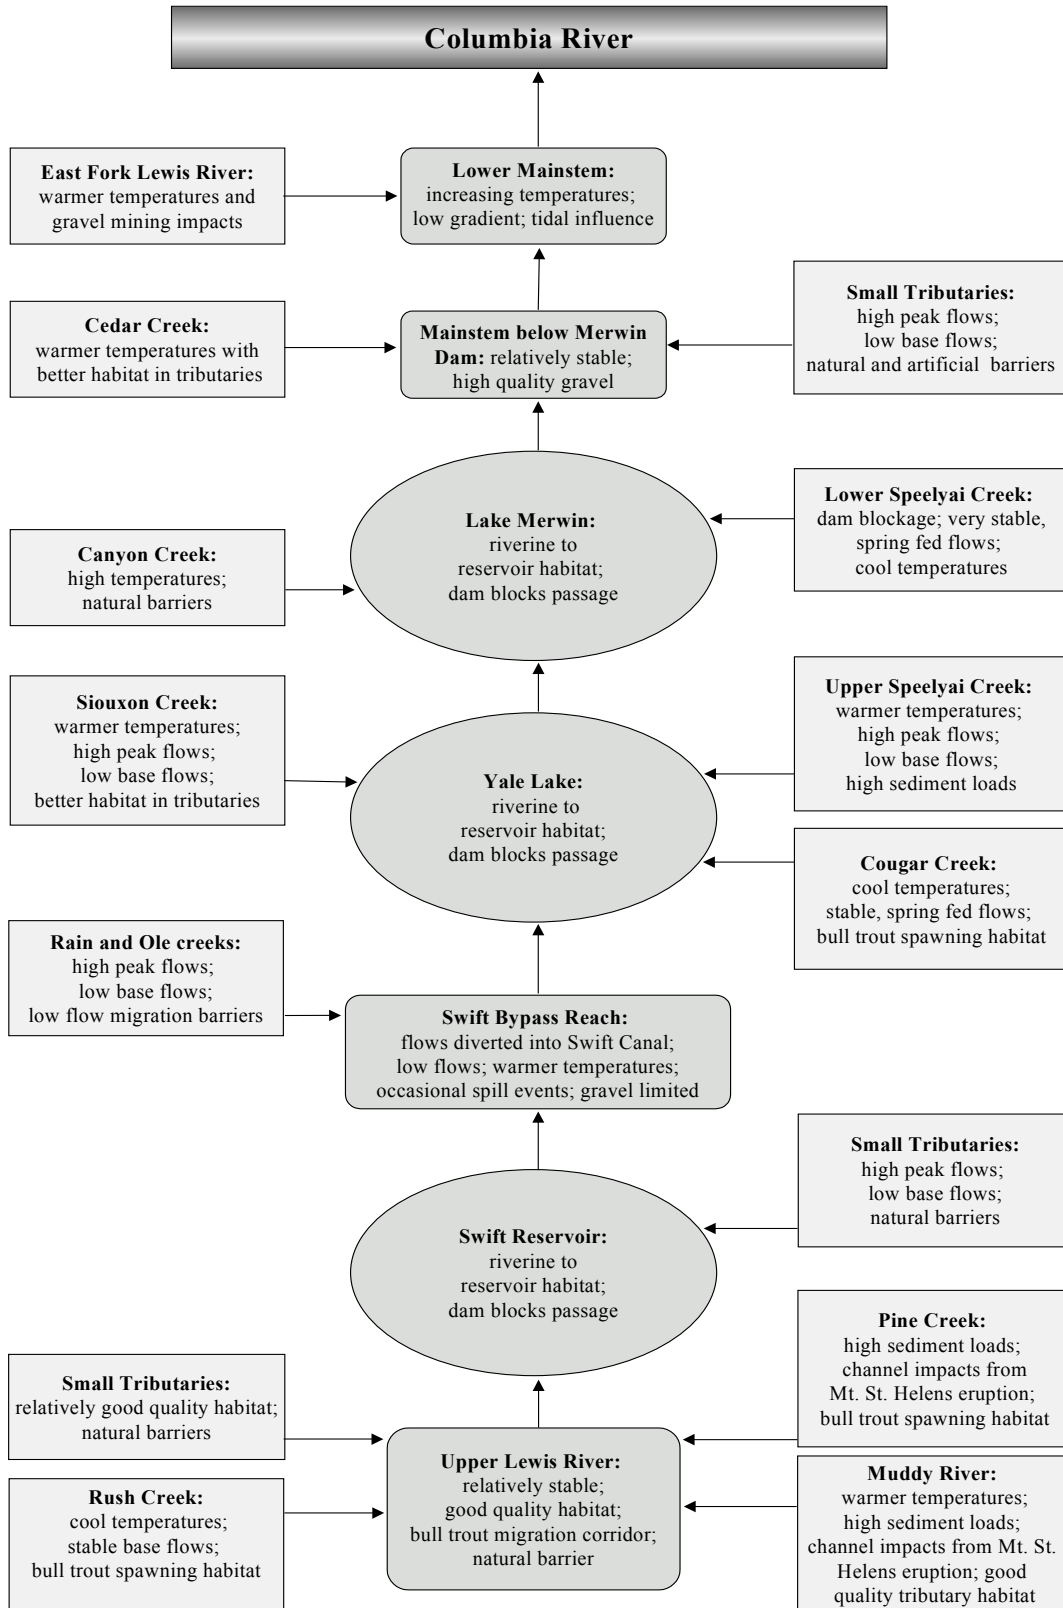 Columbia River
East Fork Lewis River:
warmer temperatures and
gravel mining impacts
Lower Mainstem:
increasing temperatures;
low gradient; tidal influence
Cedar Creek:
warmer temperatures with
better habitat in tributaries
Mainstem below Merwin
Dam: relatively stable;
high quality gravel
Small Tributaries:
high peak flows;
low base flows;
natural and artificial barriers
Canyon Creek:
high temperatures;
natural barriers
Lake Merwin:
riverine to
reservoir habitat;
dam blocks passage
Lower Speelyai Creek:
dam blockage; very stable,
spring fed flows;
cool temperatures
Siouxon Creek:
warmer temperatures;
high peak flows;
low base flows;
better habitat in tributaries
Yale Lake:
riverine to
reservoir habitat;
dam blocks passage
Upper Speelyai Creek:
warmer temperatures;
high peak flows;
low base flows;
high sediment loads
Cougar Creek:
cool temperatures;
stable, spring fed flows;
bull trout spawning habitat
Rain and Ole creeks:
high peak flows;
low base flows;
low flow migration barriers
Swift Bypass Reach:
flows diverted into Swift Canal;
low flows; warmer temperatures;
occasional spill events; gravel limited
Small Tributaries:
high peak flows;
low base flows;
natural barriers
Swift Reservoir:
riverine to
reservoir habitat;
dam blocks passage
Pine Creek:
high sediment loads;
channel impacts from
Mt. St. Helens eruption;
bull trout spawning habitat
Small Tributaries:
relatively good quality habitat;
natural barriers
Upper Lewis River:
relatively stable;
good quality habitat;
bull trout migration corridor;
natural barrier
Rush Creek:
cool temperatures;
stable base flows;
bull trout spawning habitat
Muddy River:
warmer temperatures;
high sediment loads;
channel impacts from Mt. St.
Helens eruption; good
quality tributary habitat